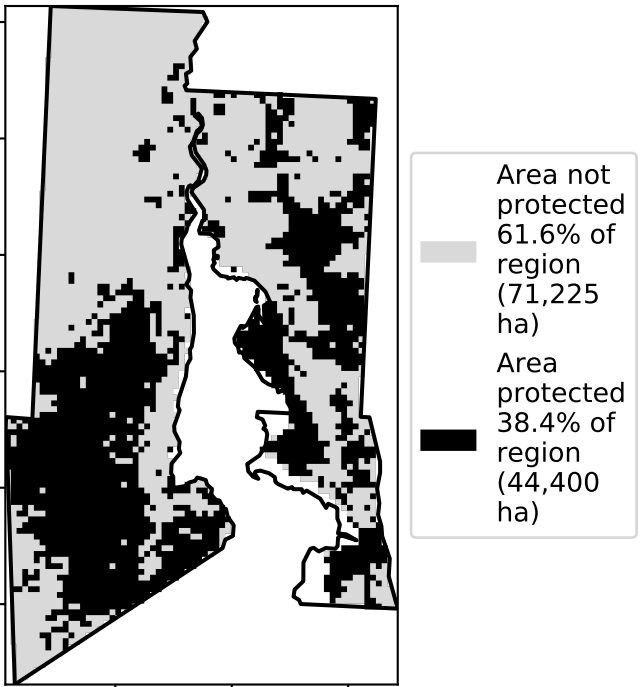 Area not
protected
61.6% of
region
(71,225
ha)
Area
protected
38.4% of
region
(44,400
ha)